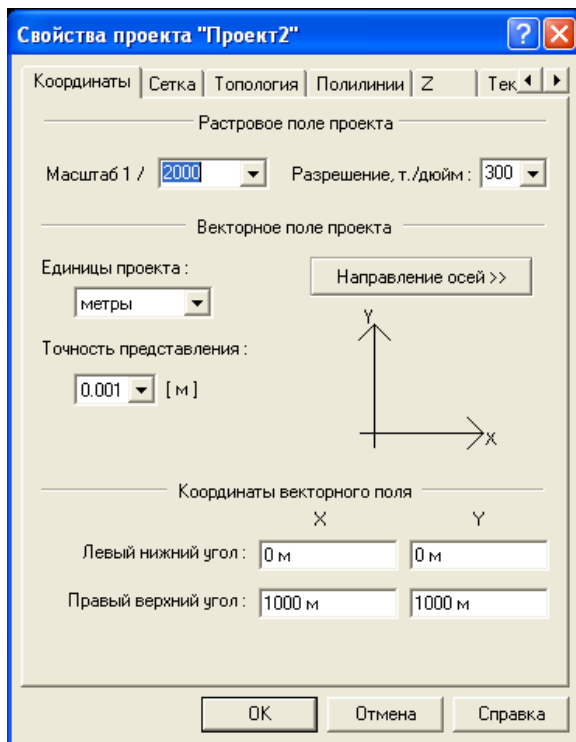 Свойства проекта "Проект2"
Координаты Сетка Топология Полилинии Z Тек
Растровое поле проекта
Масштаб 1 / 2000 Разрешение, т./дюйм : 300
Векторное поле проекта
Единицы проекта : Направление осей >>
метры
Y
Точность представления :
0.001 [ м ]
X
Координаты векторного поля
X Y
Левый нижний угол : 0 м 0 м
Правый верхний угол : 1000 м 1000 м
OK Отмена Справка